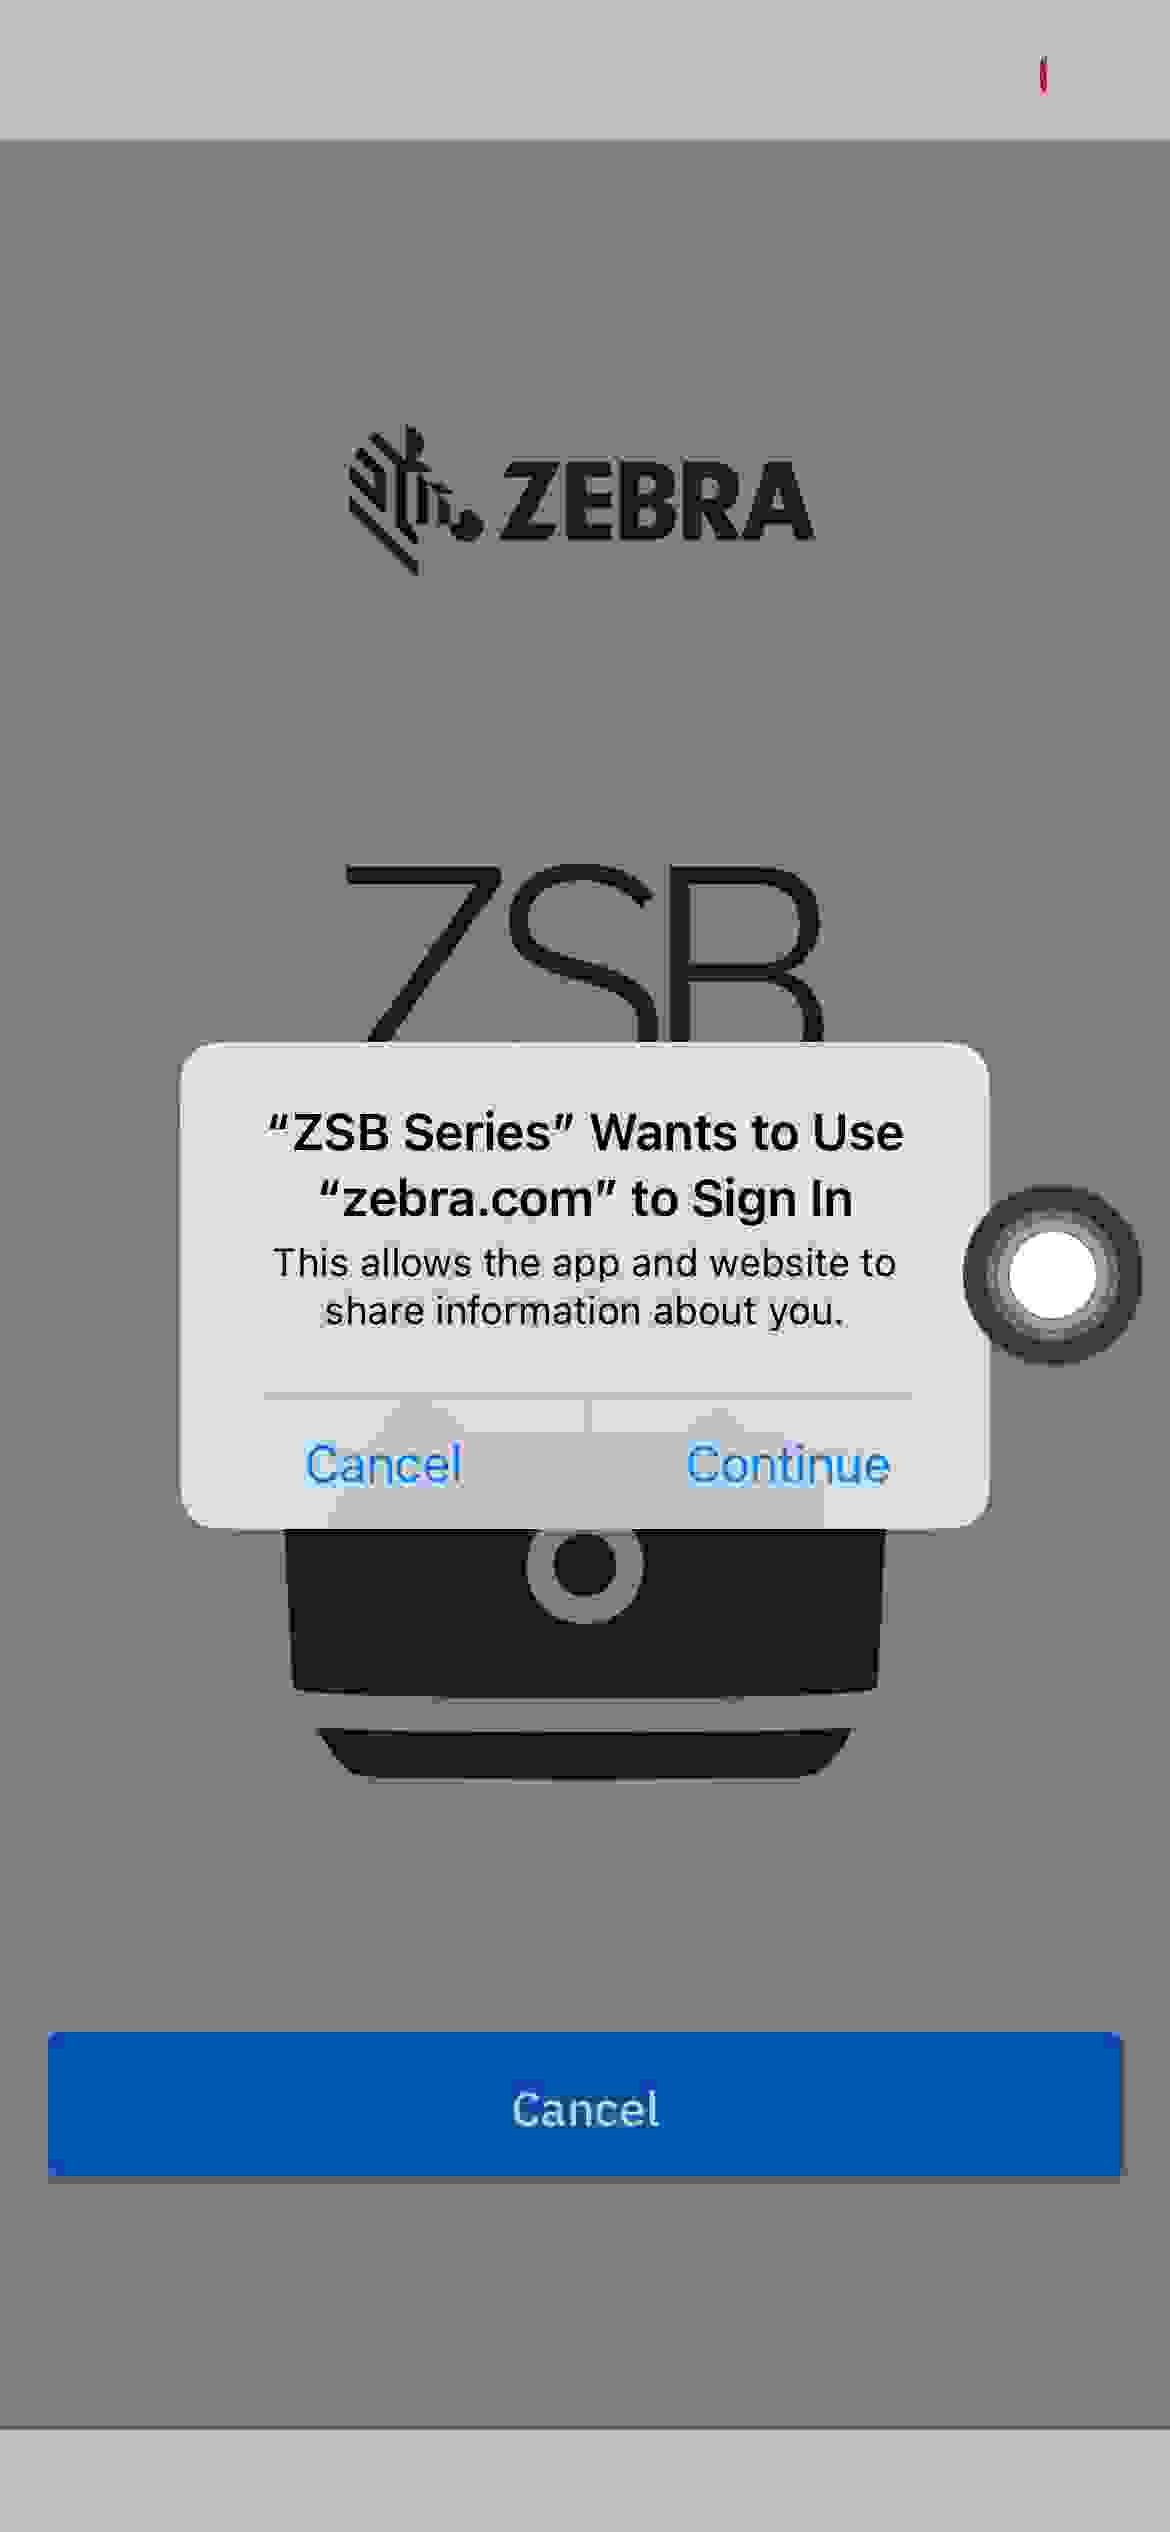 ZEBRA
ZSB
“ZSB Series” Wants to Use
“zebra.com” to Sign In
This allows the app and website to
share information about you.
Cancel
Continue
Cancel